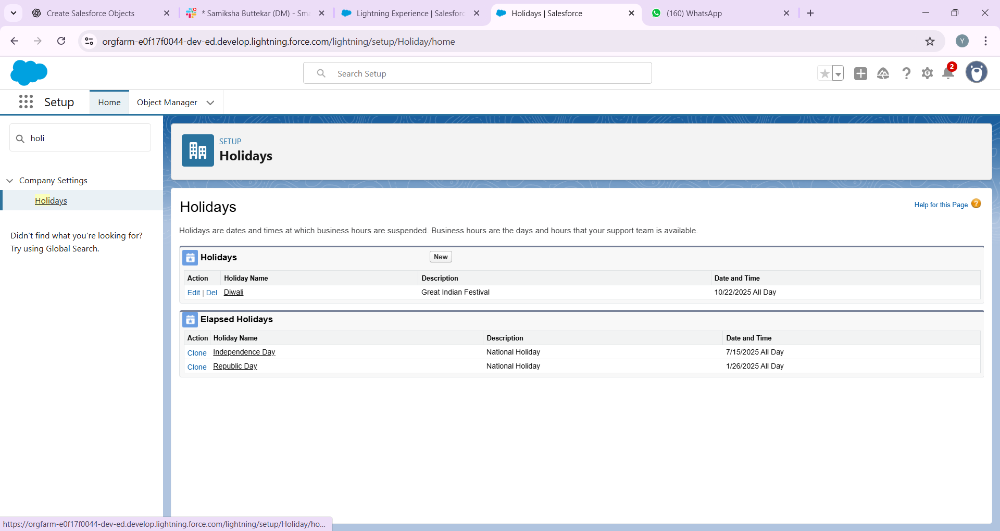 Create Salesforce Objects
* Samiksha Buttekar (DM) - Sma
Lightning Experience | Salesforc
Holidays | Salesforce
(160) WhatsApp
orgfarm-e0f17f0044-dev-ed.develop.lightning.force.com/lightning/setup/Holiday/home
Y
Search Setup
2
Setup
Home
Object Manager
holi
Company Settings
Holidays
Didn't find what you're looking for?
Try using Global Search.
SETUP
Holidays
Holidays
Help for this Page ?
Holidays are dates and times at which business hours are suspended. Business hours are the days and hours that your support team is available.
Holidays
New
Action Holiday Name Description Date and Time
Edit | Del Diwali Great Indian Festival 10/22/2025 All Day
Elapsed Holidays
Action Holiday Name Description Date and Time
Clone Independence Day National Holiday 7/15/2025 All Day
Clone Republic Day National Holiday 1/26/2025 All Day
https://orgfarm-e0f17f0044-dev-ed.develop.lightning.force.com/lightning/setup/Holiday/ho...